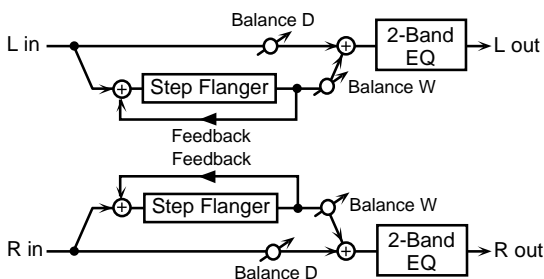 Balance D
L in
2-Band
EQ
L out
Step Flanger
Balance W
Feedback
Feedback
Step Flanger
Balance W
R in
2-Band
EQ
R out
Balance D